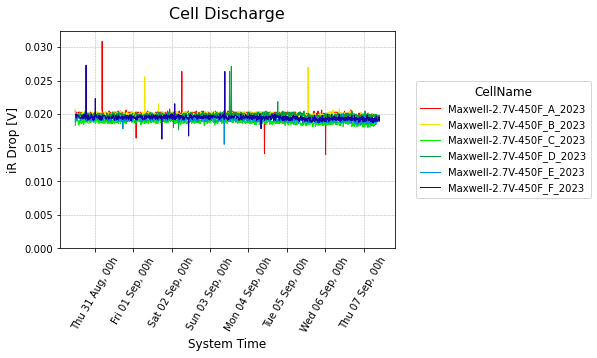 Cell Discharge
iR Drop [V]
0.030
0.025
0.020
0.015
0.010
0.005
0.000
Thu 31 Aug, 00h
Fri 01 Sep, 00h
Sat 02 Sep, 00h
Sun 03 Sep, 00h
Mon 04 Sep, 00h
Tue 05 Sep, 00h
Wed 06 Sep, 00h
Thu 07 Sep, 00h
System Time
CellName
Maxwell-2.7V-450F_A_2023
Maxwell-2.7V-450F_B_2023
Maxwell-2.7V-450F_C_2023
Maxwell-2.7V-450F_D_2023
Maxwell-2.7V-450F_E_2023
Maxwell-2.7V-450F_F_2023